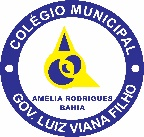 COLÉGIO MUNICIPAL
AMÉLIA RODRIGUES
BAHIA
GOV. LUIZ VIANA FILHO